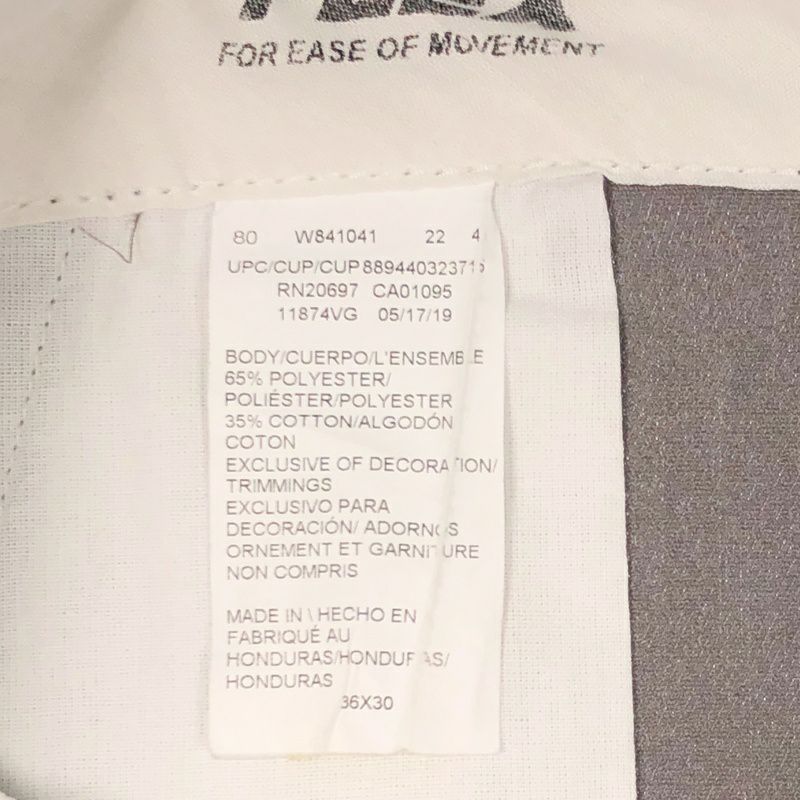 FOR EASE OF MOVEMENT
80 W841041 22 4
UPC/CUP/CUP 889440323715
RN20697 CA01095
11874VG 05/17/19
BODY/CUERPO/L'ENSEMBLE
65% POLYESTER/
POLIÉSTER/POLYESTER
35% COTTON/ALGODÓN
COTON
EXCLUSIVE OF DECORATION/
TRIMMINGS
EXCLUSIVO PARA
DECORACIÓN/ ADORNOS
ORNEMENT ET GARNITURE
NON COMPRIS
MADE IN \ HECHO EN
FABRIQUÉ AU
HONDURAS/HONDURAS/
HONDURAS
36X30